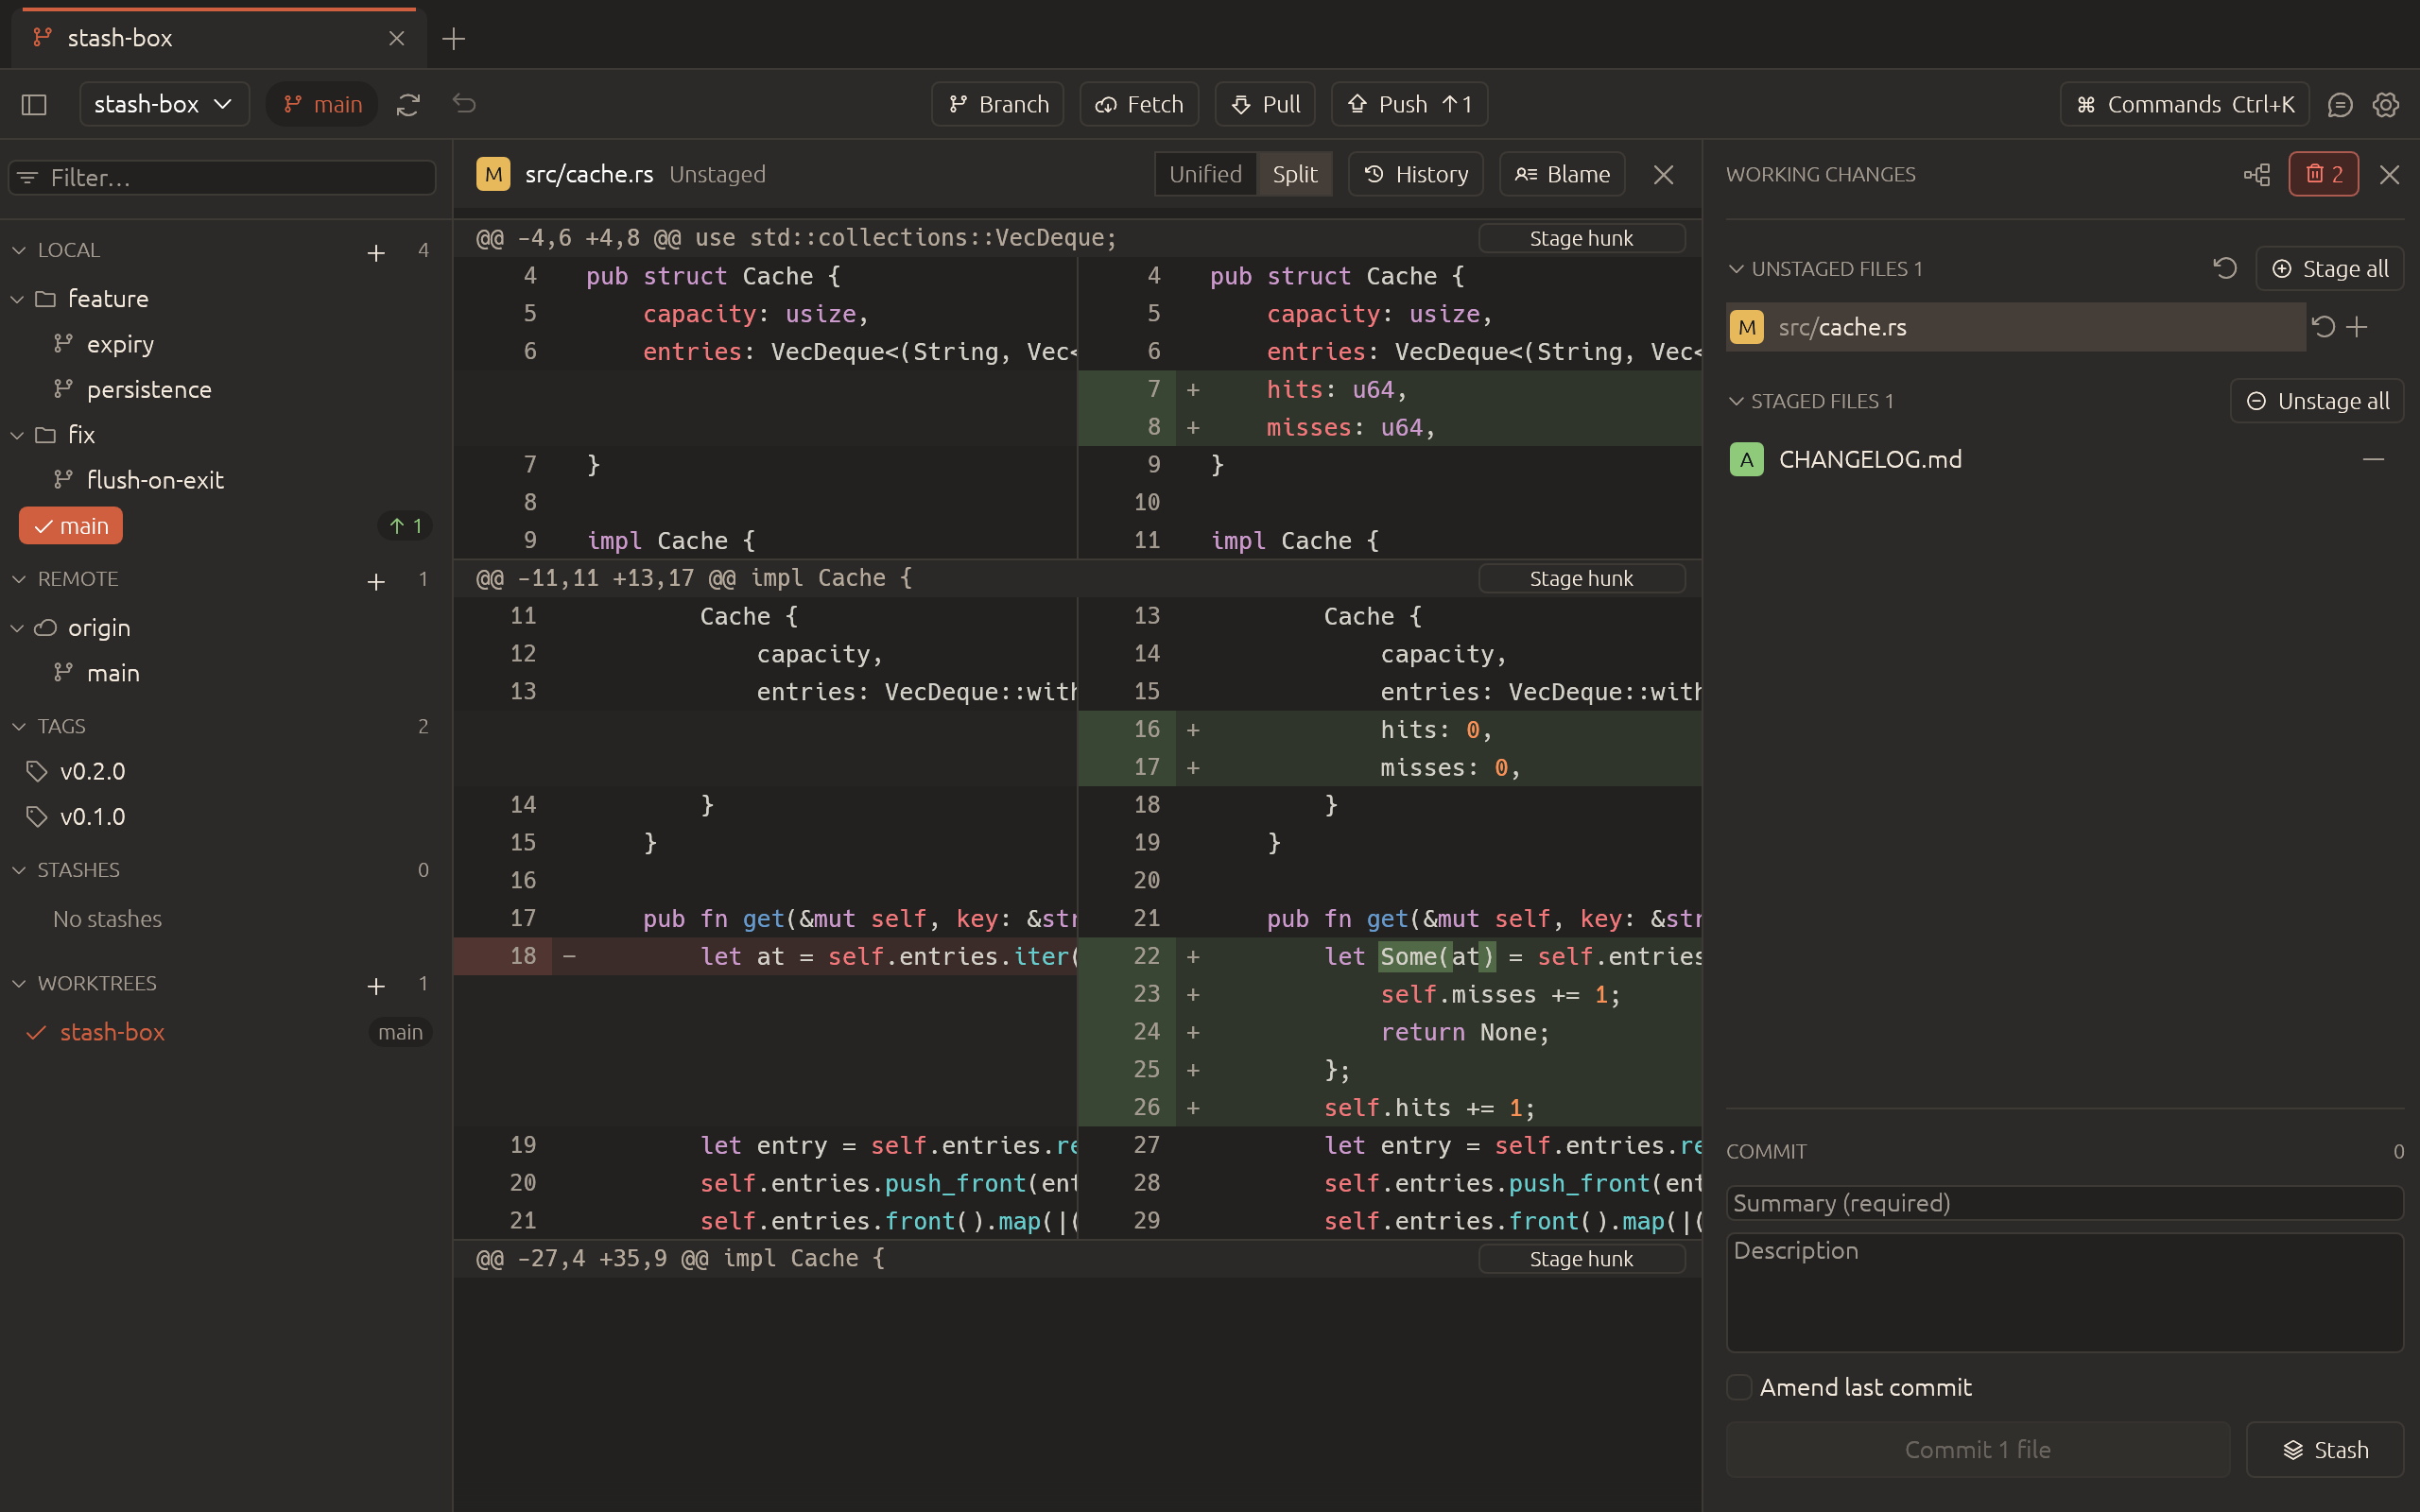 stash-box
stash-box
main
Branch
Fetch
Pull
Push ↑1
Commands Ctrl+K
Filter…
LOCAL 4
feature
expiry
persistence
fix
flush-on-exit
main ↑ 1
REMOTE 1
origin
main
TAGS 2
v0.2.0
v0.1.0
STASHES 0
No stashes
WORKTREES 1
stash-box main
M src/cache.rs Unstaged
Unified Split History Blame
@@ -4,6 +4,8 @@ use std::collections::VecDeque; Stage hunk
4 pub struct Cache { 4 pub struct Cache {
5 capacity: usize, 5 capacity: usize,
6 entries: VecDeque<(String, Vec< 6 entries: VecDeque<(String, Vec<
7 + hits: u64,
8 + misses: u64,
7 } 9 }
8 10
9 impl Cache { 11 impl Cache {
@@ -11,11 +13,17 @@ impl Cache { Stage hunk
11 Cache { 13 Cache {
12 capacity, 14 capacity,
13 entries: VecDeque::with 15 entries: VecDeque::with
16 + hits: 0,
17 + misses: 0,
14 } 18 }
15 } 19 }
16 20
17 pub fn get(&mut self, key: &str 21 pub fn get(&mut self, key: &str
18 − let at = self.entries.iter( 22 + let Some(at) = self.entries
23 + self.misses += 1;
24 + return None;
25 + };
26 + self.hits += 1;
19 let entry = self.entries.re 27 let entry = self.entries.re
20 self.entries.push_front(ent 28 self.entries.push_front(ent
21 self.entries.front().map(|( 29 self.entries.front().map(|(
@@ -27,4 +35,9 @@ impl Cache { Stage hunk
WORKING CHANGES 2
UNSTAGED FILES 1 Stage all
M src/cache.rs
STAGED FILES 1 Unstage all
A CHANGELOG.md
COMMIT 0
Summary (required)
Description
Amend last commit
Commit 1 file
Stash